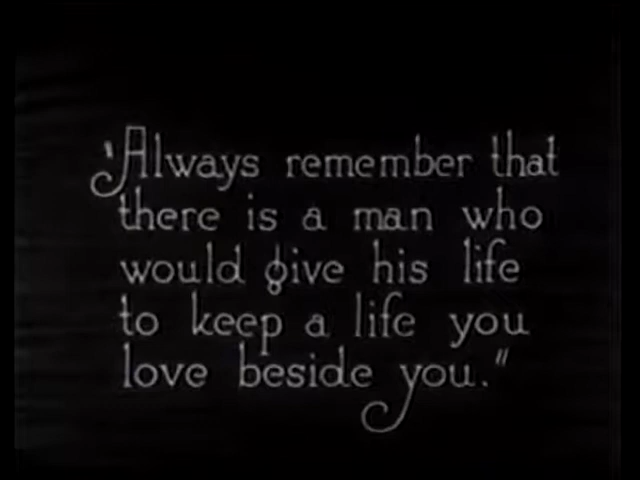 "Always remember that
there is a man who
would give his life
to keep a life you
love beside you."